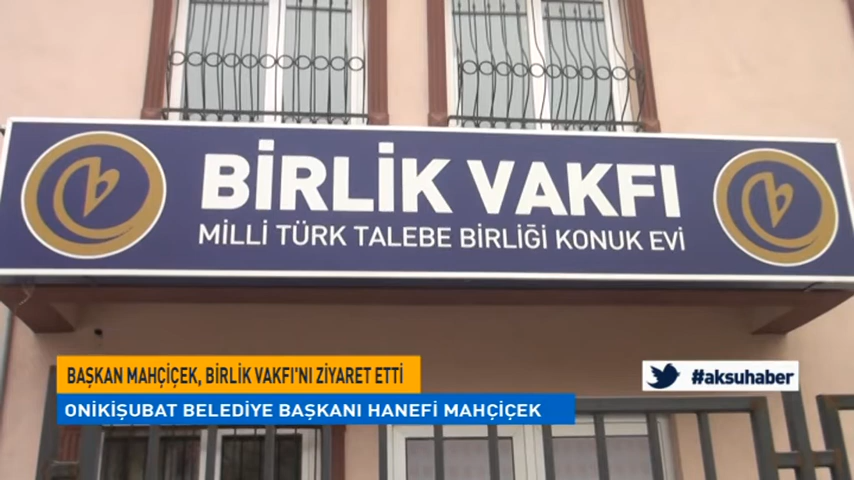 BİRLİK VAKFI
MİLLİ TÜRK TALEBE BİRLİĞİ KONUK EVİ
BAŞKAN MAHÇİÇEK, BİRLİK VAKFI'NI ZİYARET ETTİ
#aksuhaber
ONİKİŞUBAT BELEDİYE BAŞKANI HANEFİ MAHÇİÇEK